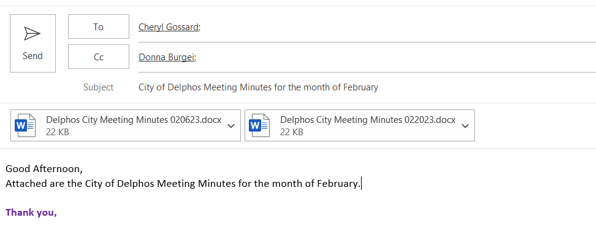 To
Cheryl Gossard;
Send
Cc
Donna Burgei;
Subject
City of Delphos Meeting Minutes for the month of February
Delphos City Meeting Minutes 020623.docx
22 KB
Delphos City Meeting Minutes 022023.docx
22 KB
Good Afternoon,
Attached are the City of Delphos Meeting Minutes for the month of February.
Thank you,